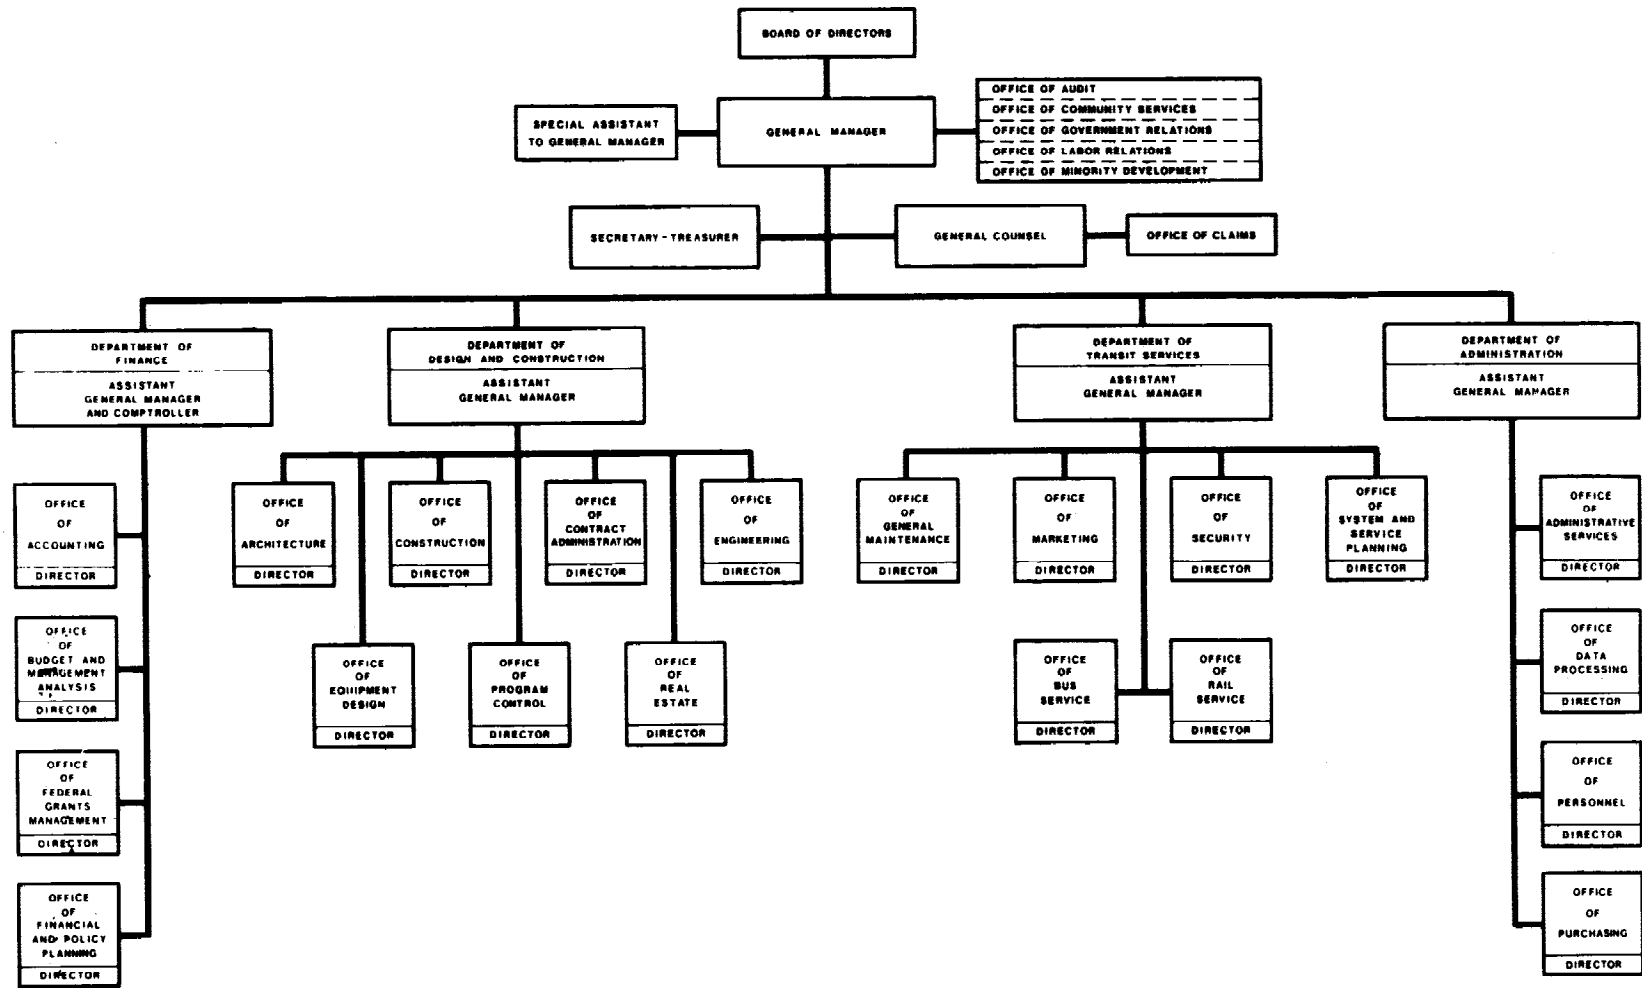 BOARD OF DIRECTORS
SPECIAL ASSISTANT
TO GENERAL MANAGER
GENERAL MANAGER
OFFICE OF AUDIT
OFFICE OF COMMUNITY SERVICES
OFFICE OF GOVERNMENT RELATIONS
OFFICE OF LABOR RELATIONS
OFFICE OF MINORITY DEVELOPMENT
SECRETARY - TREASURER
GENERAL COUNSEL
OFFICE OF CLAIMS
DEPARTMENT OF
FINANCE
ASSISTANT
GENERAL MANAGER
AND COMPTROLLER
DEPARTMENT OF
DESIGN AND CONSTRUCTION
ASSISTANT
GENERAL MANAGER
DEPARTMENT OF
TRANSIT SERVICES
ASSISTANT
GENERAL MANAGER
DEPARTMENT OF
ADMINISTRATION
ASSISTANT
GENERAL MANAGER
OFFICE
OF
ACCOUNTING
DIRECTOR
OFFICE
OF
BUDGET AND
MANAGEMENT
ANALYSIS
DIRECTOR
OFFICE
OF
FEDERAL
GRANTS
MANAGEMENT
DIRECTOR
OFFICE
OF
FINANCIAL
AND POLICY
PLANNING
DIRECTOR
OFFICE
OF
ARCHITECTURE
DIRECTOR
OFFICE
OF
CONSTRUCTION
DIRECTOR
OFFICE
OF
CONTRACT
ADMINISTRATION
DIRECTOR
OFFICE
OF
ENGINEERING
DIRECTOR
OFFICE
OF
EQUIPMENT
DESIGN
DIRECTOR
OFFICE
OF
PROGRAM
CONTROL
DIRECTOR
OFFICE
OF
REAL
ESTATE
DIRECTOR
OFFICE
OF
GENERAL
MAINTENANCE
DIRECTOR
OFFICE
OF
MARKETING
DIRECTOR
OFFICE
OF
SECURITY
DIRECTOR
OFFICE
OF
SYSTEM AND
SERVICE
PLANNING
DIRECTOR
OFFICE
OF
BUS
SERVICE
DIRECTOR
OFFICE
OF
RAIL
SERVICE
DIRECTOR
OFFICE
OF
ADMINISTRATIVE
SERVICES
DIRECTOR
OFFICE
OF
DATA
PROCESSING
DIRECTOR
OFFICE
OF
PERSONNEL
DIRECTOR
OFFICE
OF
PURCHASING
DIRECTOR